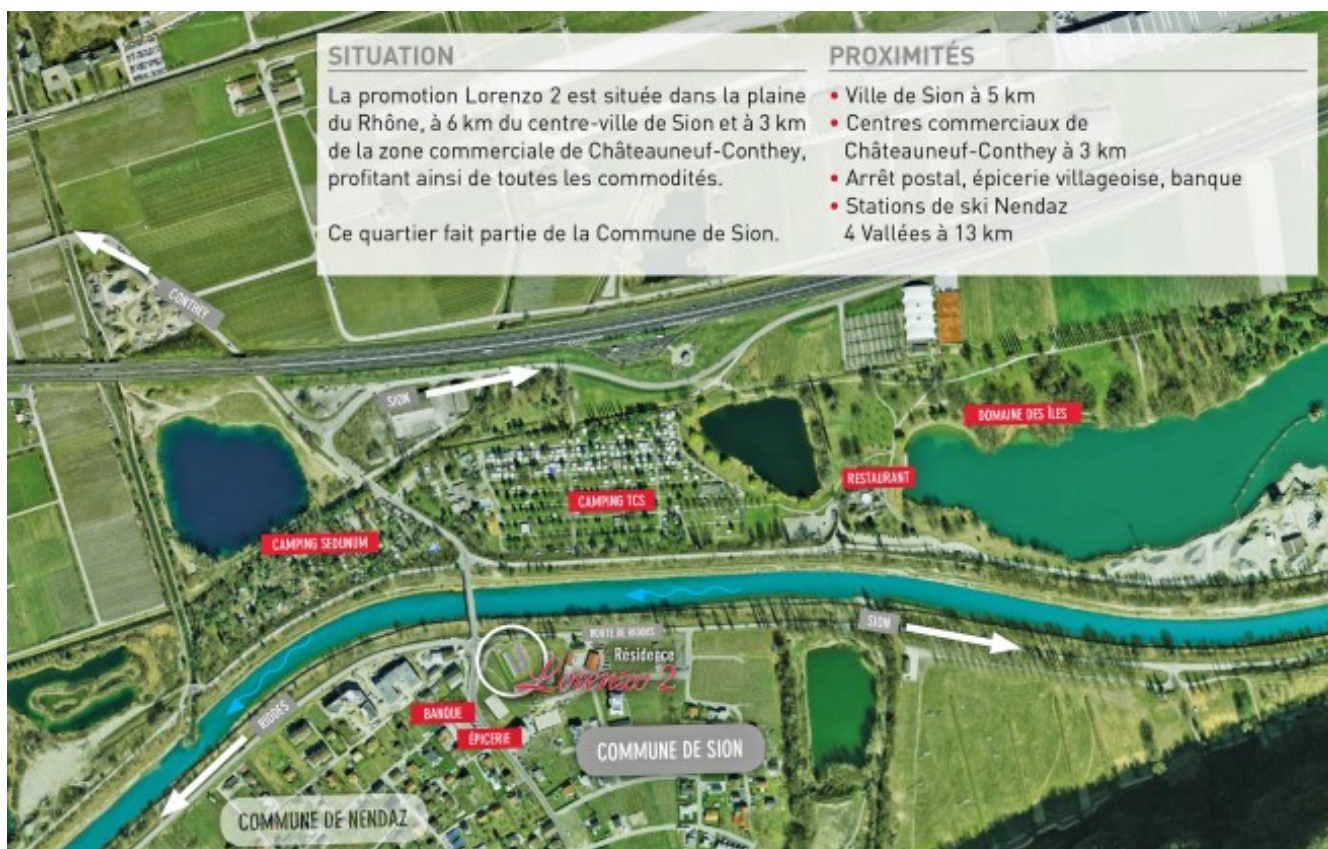 SITUATION
La promotion Lorenzo 2 est située dans la plaine
du Rhône, à 6 km du centre-ville de Sion et à 3 km
de la zone commerciale de Châteauneuf-Conthey,
profitant ainsi de toutes les commodités.
Ce quartier fait partie de la Commune de Sion.
PROXIMITÉS
• Ville de Sion à 5 km
• Centres commerciaux de
Châteauneuf-Conthey à 3 km
• Arrêt postal, épicerie villageoise, banque
• Stations de ski Nendaz
4 Vallées à 13 km
CONTHEY
SION
DOMAINE DES ÎLES
RESTAURANT
CAMPING TCS
CAMPING SEDUNUM
SION
ROUTE DE RIDDES
Résidence
Lorenzo 2
RIDDES
BANQUE
ÉPICERIE
COMMUNE DE SION
COMMUNE DE NENDAZ